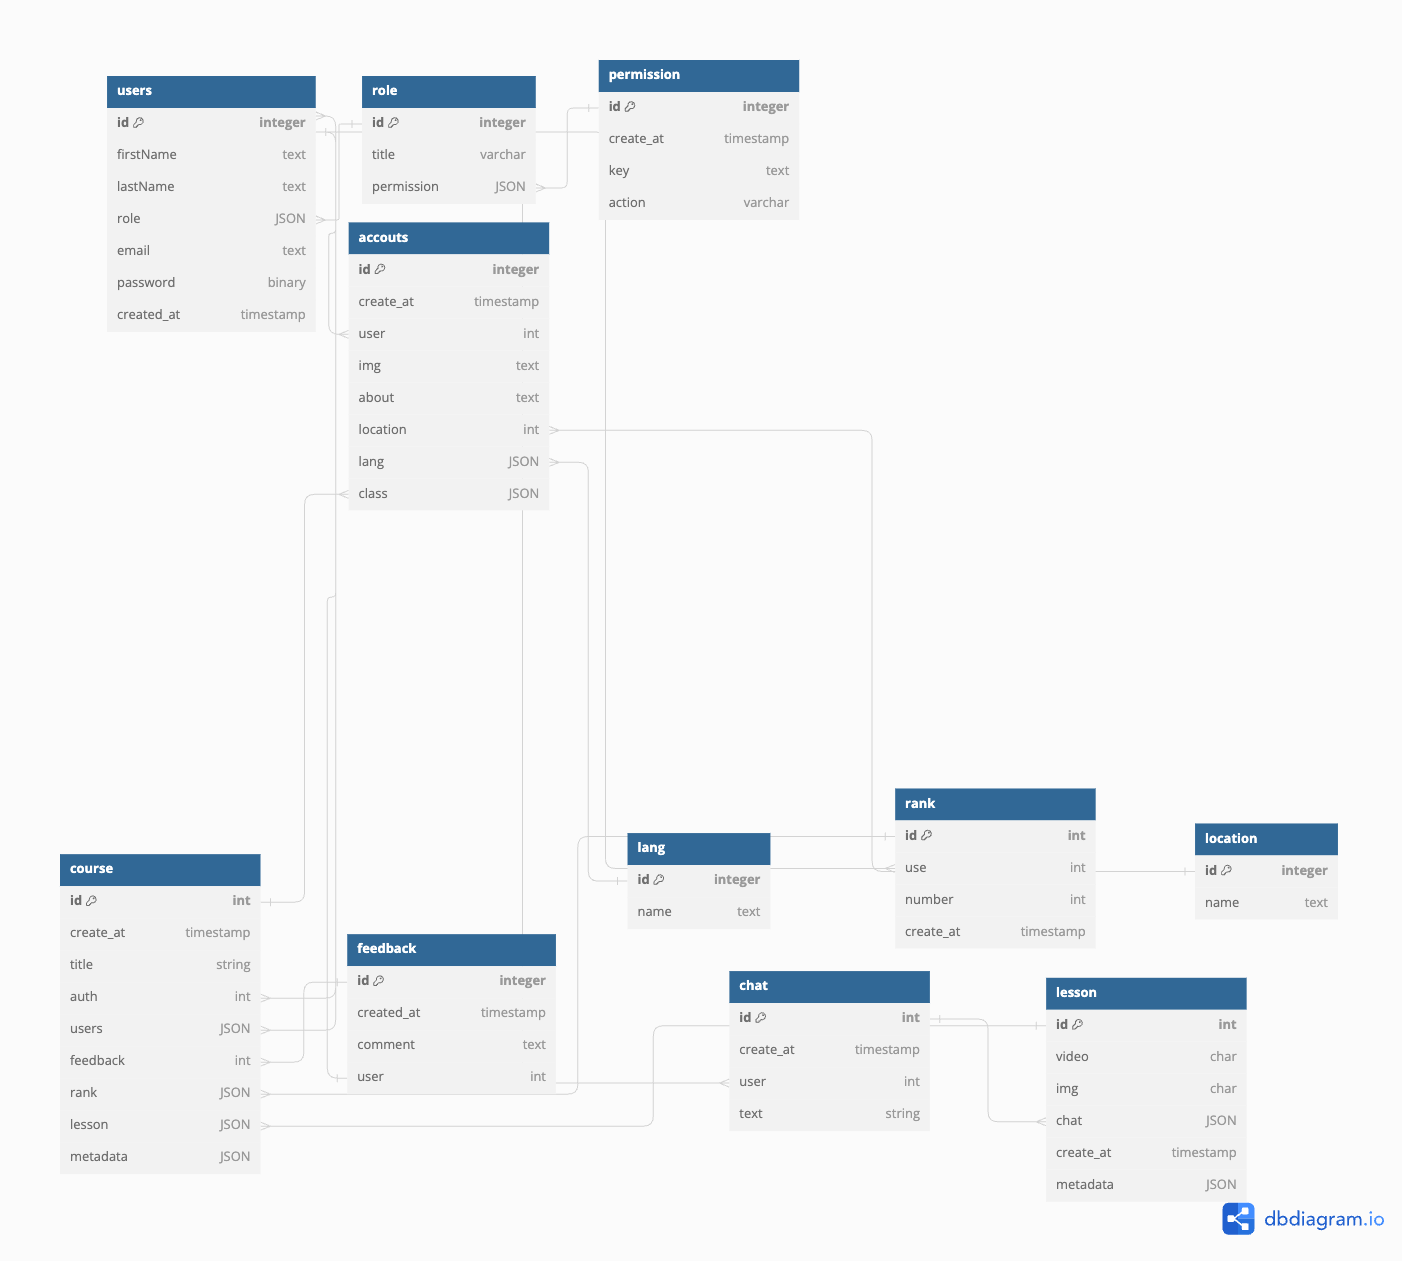 users
id integer
firstName text
lastName text
role JSON
email text
password binary
created_at timestamp
role
id integer
title varchar
permission JSON
permission
id integer
create_at timestamp
key text
action varchar
accouts
id integer
create_at timestamp
user int
img text
about text
location int
lang JSON
class JSON
course
id int
create_at timestamp
title string
auth int
users JSON
feedback int
rank JSON
lesson JSON
metadata JSON
feedback
id integer
created_at timestamp
comment text
user int
lang
id integer
name text
rank
id int
use int
number int
create_at timestamp
location
id integer
name text
chat
id int
create_at timestamp
user int
text string
lesson
id int
video char
img char
chat JSON
create_at timestamp
metadata JSON
dbdiagram.io